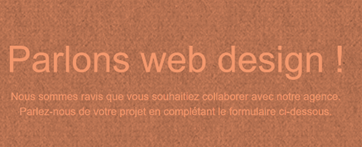 Parlons web design !
Nous sommes ravis que vous souhaitiez collaborer avec notre agence.
Parlez-nous de votre projet en complétant le formulaire ci-dessous.